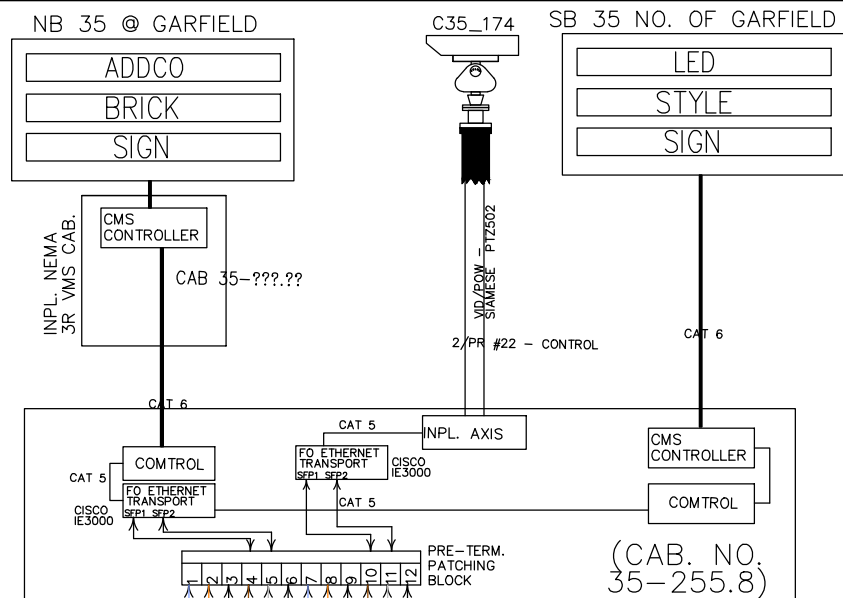 NB 35 @ GARFIELD
ADDCO
BRICK
SIGN
C35_174
SB 35 NO. OF GARFIELD
LED
STYLE
SIGN
INPL. NEMA
3R VMS CAB.
CMS
CONTROLLER
CAB 35-???.??
VID/POW -
SIAMESE PTZ502
2/PR #22 - CONTROL
CAT 6
CAT 6
COMTROL
CAT 5
FO ETHERNET
TRANSPORT
SFP1 SFP2
CISCO
IE3000
CAT 5
INPL. AXIS
FO ETHERNET
TRANSPORT
SFP1 SFP2
CISCO
IE3000
CAT 5
CMS
CONTROLLER
COMTROL
PRE-TERM.
PATCHING
BLOCK
1 2 3 4 5 6 7 8 9 10 11 12
(CAB. NO.
35-255.8)